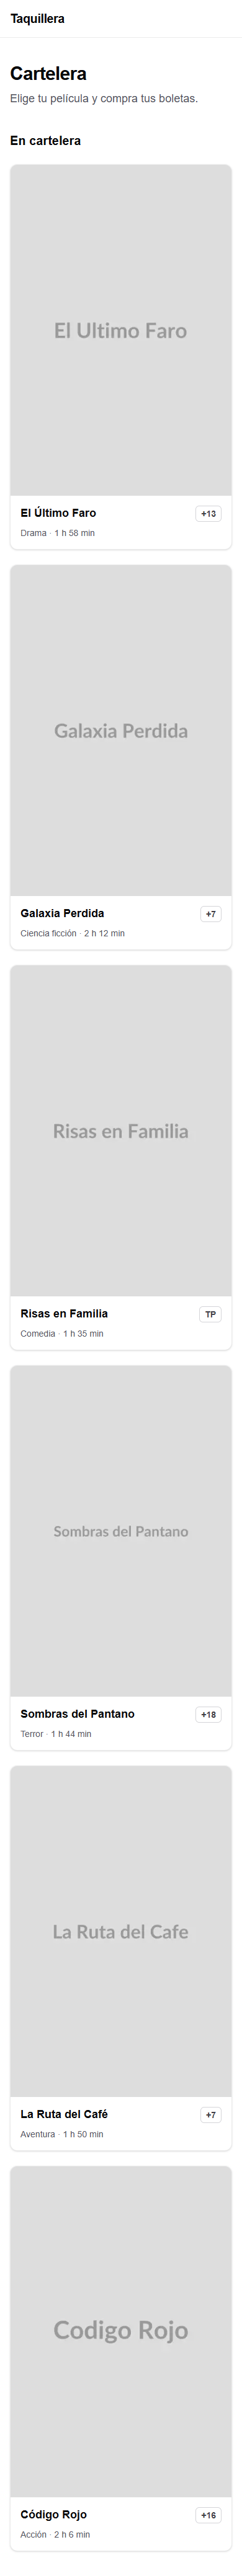 Taquillera
Cartelera
Elige tu película y compra tus boletas.
En cartelera
El Ultimo Faro
El Último Faro
+13
Drama · 1 h 58 min
Galaxia Perdida
Galaxia Perdida
+7
Ciencia ficción · 2 h 12 min
Risas en Familia
Risas en Familia
TP
Comedia · 1 h 35 min
Sombras del Pantano
Sombras del Pantano
+18
Terror · 1 h 44 min
La Ruta del Cafe
La Ruta del Café
+7
Aventura · 1 h 50 min
Codigo Rojo
Código Rojo
+16
Acción · 2 h 6 min